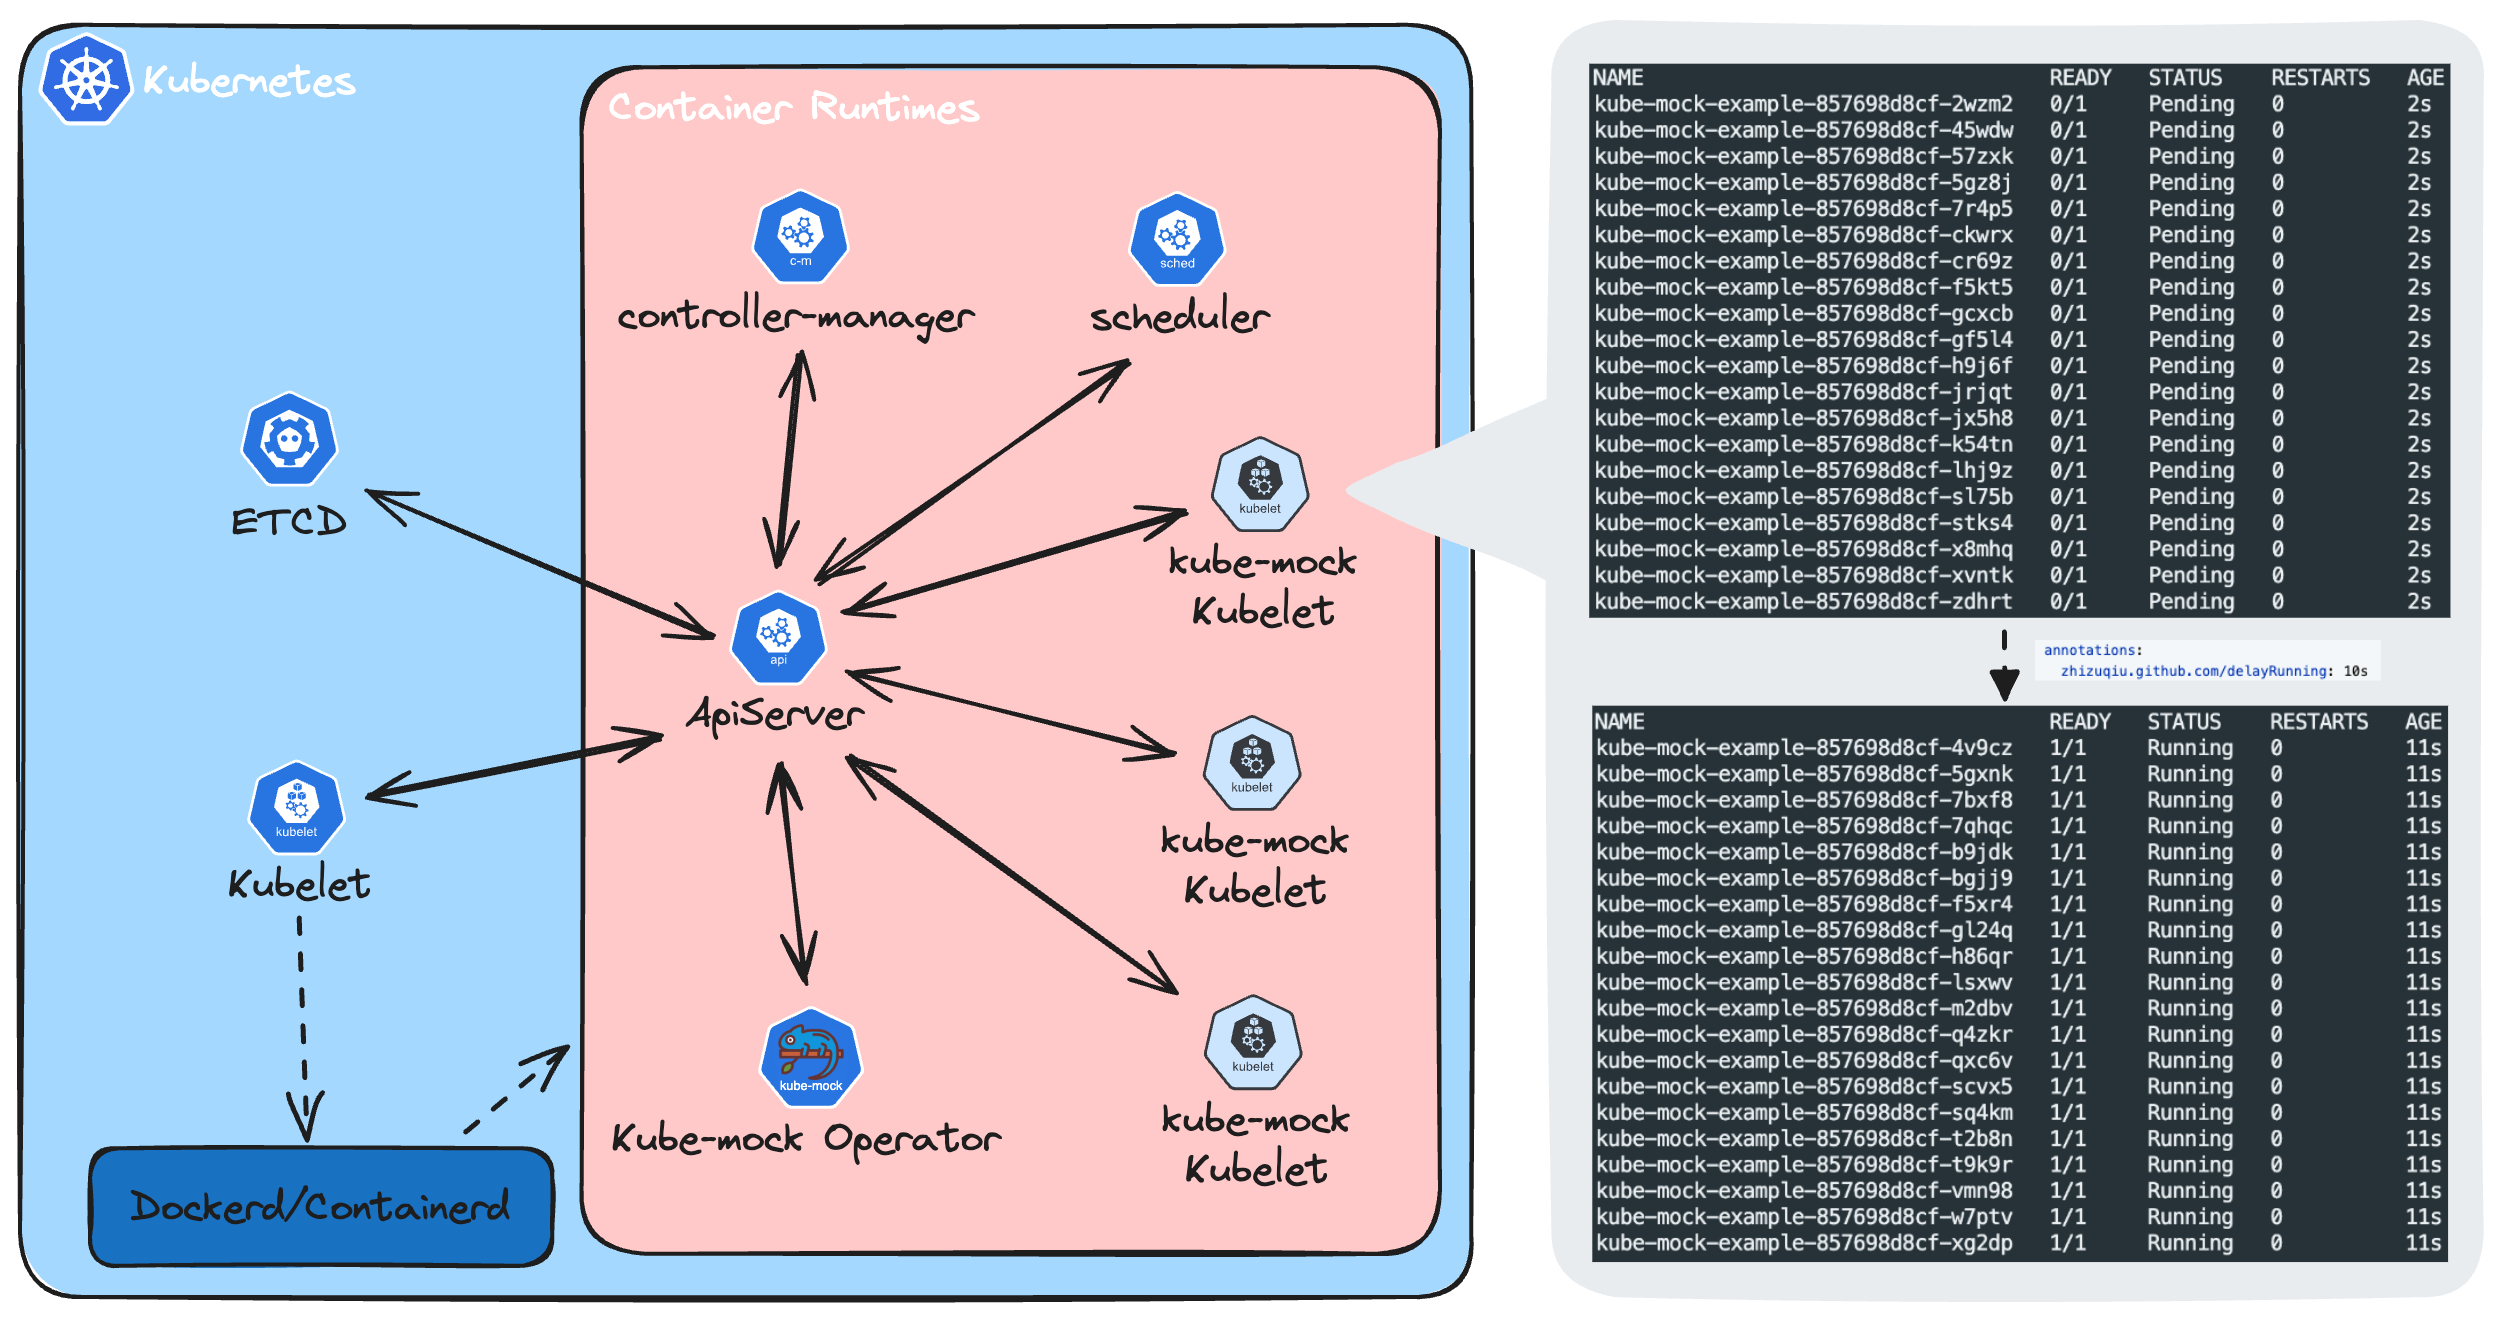 Kubernetes
Container Runtimes
c-m
controller-manager
sched
scheduler
ETCD
kubelet
kube-mock
Kubelet
api
ApiServer
kubelet
kube-mock
Kubelet
kubelet
Kubelet
kubelet
kube-mock
Kubelet
kube-mock
Kube-mock Operator
Dockerd/Containerd
NAME READY STATUS RESTARTS AGE
kube-mock-example-857698d8cf-2wzm2 0/1 Pending 0 2s
kube-mock-example-857698d8cf-45wdw 0/1 Pending 0 2s
kube-mock-example-857698d8cf-57zxk 0/1 Pending 0 2s
kube-mock-example-857698d8cf-5gz8j 0/1 Pending 0 2s
kube-mock-example-857698d8cf-7r4p5 0/1 Pending 0 2s
kube-mock-example-857698d8cf-ckwrx 0/1 Pending 0 2s
kube-mock-example-857698d8cf-cr69z 0/1 Pending 0 2s
kube-mock-example-857698d8cf-f5kt5 0/1 Pending 0 2s
kube-mock-example-857698d8cf-gcxcb 0/1 Pending 0 2s
kube-mock-example-857698d8cf-gf5l4 0/1 Pending 0 2s
kube-mock-example-857698d8cf-h9j6f 0/1 Pending 0 2s
kube-mock-example-857698d8cf-jrjqt 0/1 Pending 0 2s
kube-mock-example-857698d8cf-jx5h8 0/1 Pending 0 2s
kube-mock-example-857698d8cf-k54tn 0/1 Pending 0 2s
kube-mock-example-857698d8cf-lhj9z 0/1 Pending 0 2s
kube-mock-example-857698d8cf-sl75b 0/1 Pending 0 2s
kube-mock-example-857698d8cf-stks4 0/1 Pending 0 2s
kube-mock-example-857698d8cf-x8mhq 0/1 Pending 0 2s
kube-mock-example-857698d8cf-xvntk 0/1 Pending 0 2s
kube-mock-example-857698d8cf-zdhrt 0/1 Pending 0 2s
annotations:
zhizuqiu.github.com/delayRunning: 10s
NAME READY STATUS RESTARTS AGE
kube-mock-example-857698d8cf-4v9cz 1/1 Running 0 11s
kube-mock-example-857698d8cf-5gxnk 1/1 Running 0 11s
kube-mock-example-857698d8cf-7bxf8 1/1 Running 0 11s
kube-mock-example-857698d8cf-7qhqc 1/1 Running 0 11s
kube-mock-example-857698d8cf-b9jdk 1/1 Running 0 11s
kube-mock-example-857698d8cf-bgjj9 1/1 Running 0 11s
kube-mock-example-857698d8cf-f5xr4 1/1 Running 0 11s
kube-mock-example-857698d8cf-gl24q 1/1 Running 0 11s
kube-mock-example-857698d8cf-h86qr 1/1 Running 0 11s
kube-mock-example-857698d8cf-lsxwv 1/1 Running 0 11s
kube-mock-example-857698d8cf-m2dbv 1/1 Running 0 11s
kube-mock-example-857698d8cf-q4zkr 1/1 Running 0 11s
kube-mock-example-857698d8cf-qxc6v 1/1 Running 0 11s
kube-mock-example-857698d8cf-scvx5 1/1 Running 0 11s
kube-mock-example-857698d8cf-sq4km 1/1 Running 0 11s
kube-mock-example-857698d8cf-t2b8n 1/1 Running 0 11s
kube-mock-example-857698d8cf-t9k9r 1/1 Running 0 11s
kube-mock-example-857698d8cf-vmn98 1/1 Running 0 11s
kube-mock-example-857698d8cf-w7ptv 1/1 Running 0 11s
kube-mock-example-857698d8cf-xg2dp 1/1 Running 0 11s